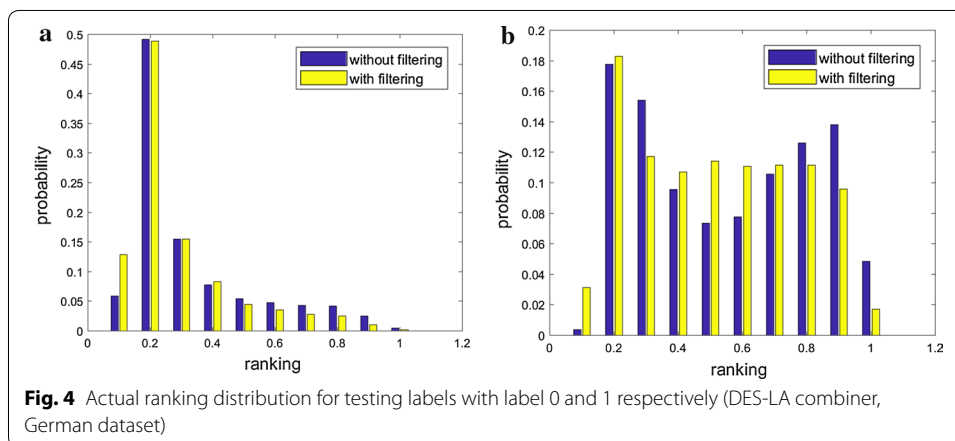 a
0.5
0.45
0.4
0.35
0.3
0.25
0.2
0.15
0.1
0.05
0
probability
without filtering
with filtering
0 0.2 0.4 0.6 0.8 1 1.2
ranking
b
0.2
0.18
0.16
0.14
0.12
0.1
0.08
0.06
0.04
0.02
0
probability
without filtering
with filtering
0 0.2 0.4 0.6 0.8 1 1.2
ranking
Fig. 4 Actual ranking distribution for testing labels with label 0 and 1 respectively (DES-LA combiner,
German dataset)